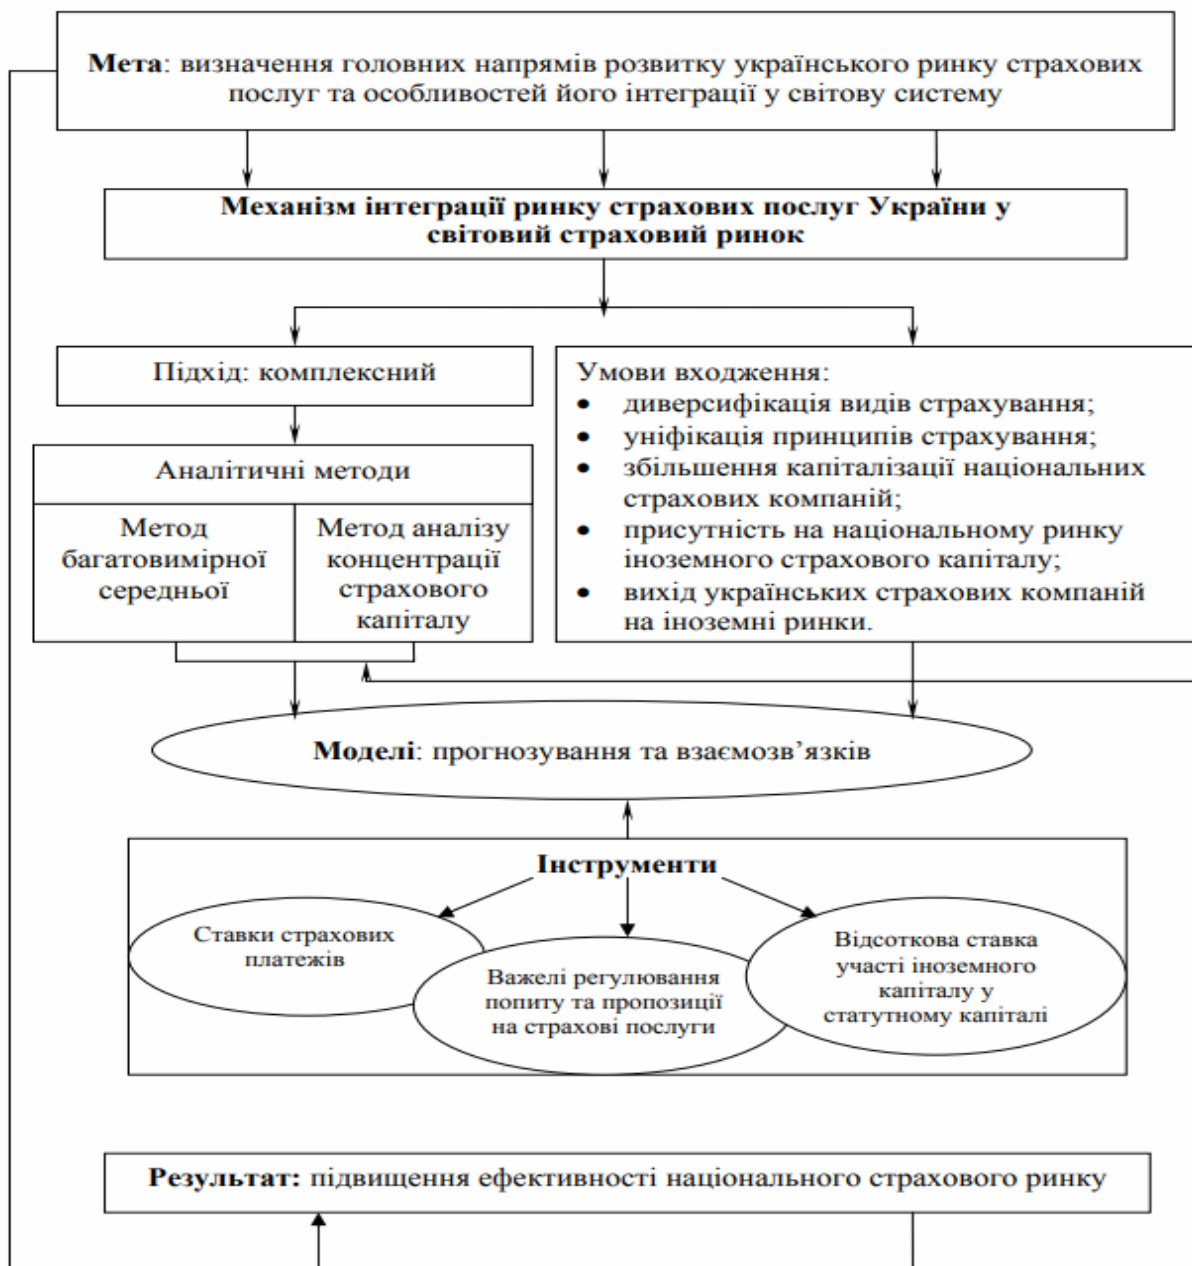 Мета: визначення головних напрямів розвитку українського ринку страхових
послуг та особливостей його інтеграції у світову систему
Механізм інтеграції ринку страхових послуг України у
світовий страховий ринок
Підхід: комплексний
Аналітичні методи
Метод
багатовимірної
середньої
Метод аналізу
концентрації
страхового
капіталу
Умови входження:
• диверсифікація видів страхування;
• уніфікація принципів страхування;
• збільшення капіталізації національних
страхових компаній;
• присутність на національному ринку
іноземного страхового капіталу;
• вихід українських страхових компаній
на іноземні ринки.
Моделі: прогнозування та взаємозв’язків
Інструменти
Ставки страхових
платежів
Важелі регулювання
попиту та пропозиції
на страхові послуги
Відсоткова ставка
участі іноземного
капіталу у
статутному капіталі
Результат: підвищення ефективності національного страхового ринку